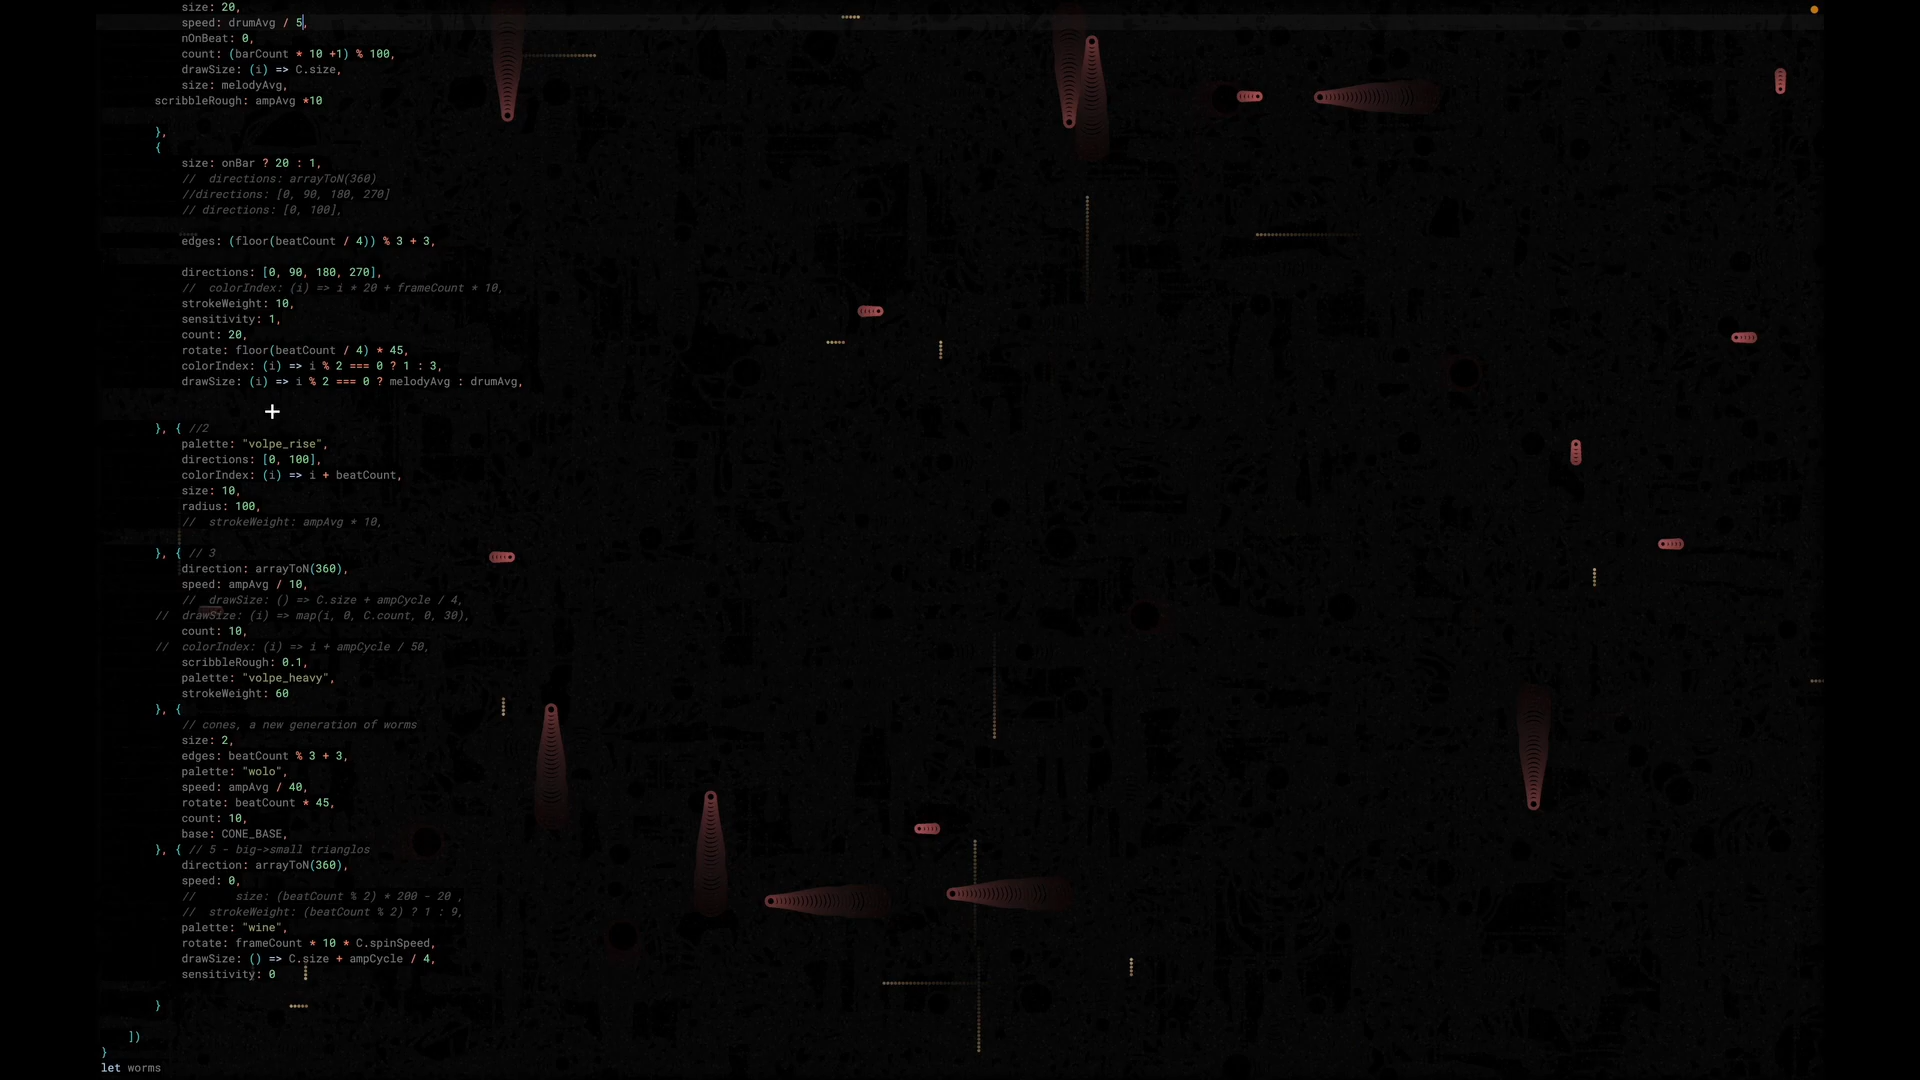 size: 20,
speed: drumAvg / 5,
nOnBeat: 0,
count: (barCount * 10 +1) % 100,
drawSize: (i) => C.size,
size: melodyAvg,
scribbleRough: ampAvg *10
},
{
size: onBar ? 20 : 1,
//  directions: arrayToN(360)
//directions: [0, 90, 180, 270]
// directions: [0, 100],
edges: (floor(beatCount / 4)) % 3 + 3,
directions: [0, 90, 180, 270],
//  colorIndex: (i) => i * 20 + frameCount * 10,
strokeWeight: 10,
sensitivity: 1,
count: 20,
rotate: floor(beatCount / 4) * 45,
colorIndex: (i) => i % 2 === 0 ? 1 : 3,
drawSize: (i) => i % 2 === 0 ? melodyAvg : drumAvg,
}, { //2
palette: "volpe_rise",
directions: [0, 100],
colorIndex: (i) => i + beatCount,
size: 10,
radius: 100,
//  strokeWeight: ampAvg * 10,
}, { // 3
direction: arrayToN(360),
speed: ampAvg / 10,
//  drawSize: () => C.size + ampCycle / 4,
//  drawSize: (i) => map(i, 0, C.count, 0, 30),
count: 10,
//  colorIndex: (i) => i + ampCycle / 50,
scribbleRough: 0.1,
palette: "volpe_heavy",
strokeWeight: 60
}, {
// cones, a new generation of worms
size: 2,
edges: beatCount % 3 + 3,
palette: "wolo",
speed: ampAvg / 40,
rotate: beatCount * 45,
count: 10,
base: CONE_BASE,
}, { // 5 - big->small trianglos
direction: arrayToN(360),
speed: 0,
//      size: (beatCount % 2) * 200 - 20 ,
//  strokeWeight: (beatCount % 2) ? 1 : 9,
palette: "wine",
rotate: frameCount * 10 * C.spinSpeed,
drawSize: () => C.size + ampCycle / 4,
sensitivity: 0
}
])
}
let worms